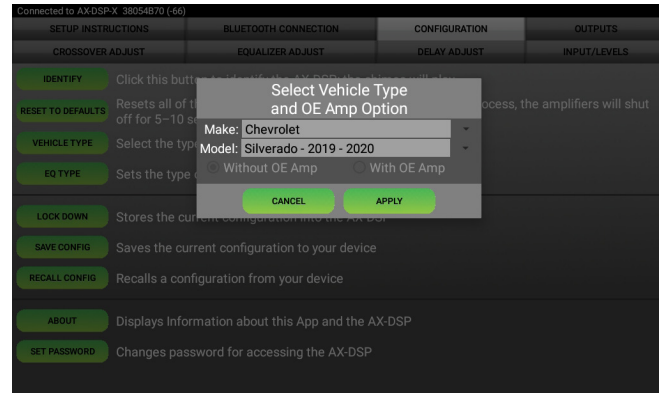 Connected to AX-DSP-X 38054B70 (-66)
SETUP INSTRUCTIONS BLUETOOTH CONNECTION CONFIGURATION OUTPUTS
CROSSOVER ADJUST EQUALIZER ADJUST DELAY ADJUST INPUT/LEVELS
IDENTIFY Click this
Select Vehicle Type
and OE Amp Option
RESET TO DEFAULTS Resets all of
process, the amplifiers will shut
off for 5–10
Make: Chevrolet
VEHICLE TYPE Select the
Model: Silverado - 2019 - 2020
EQ TYPE Sets the type
Without OE Amp With OE Amp
CANCEL APPLY
LOCK DOWN Stores the current configuration into the AX-DSP
SAVE CONFIG Saves the current configuration to your device
RECALL CONFIG Recalls a configuration from your device
ABOUT Displays Information about this App and the AX-DSP
SET PASSWORD Changes password for accessing the AX-DSP